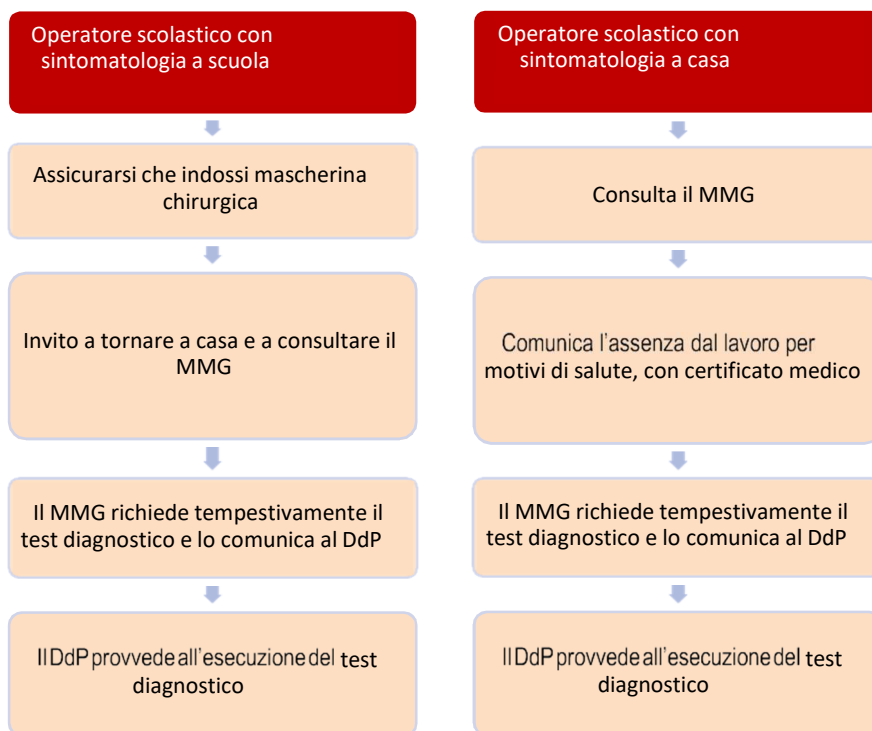 Operatore scolastico con
sintomatologia a scuola
Assicurarsi che indossi mascherina
chirurgica
Invito a tornare a casa e a consultare il
MMG
Il MMG richiede tempestivamente il
test diagnostico e lo comunica al DdP
Il DdP provvede all'esecuzione del test
diagnostico
Operatore scolastico con
sintomatologia a casa
Consulta il MMG
Comunica l'assenza dal lavoro per
motivi di salute, con certificato medico
Il MMG richiede tempestivamente il
test diagnostico e lo comunica al DdP
Il DdP provvede all'esecuzione del test
diagnostico